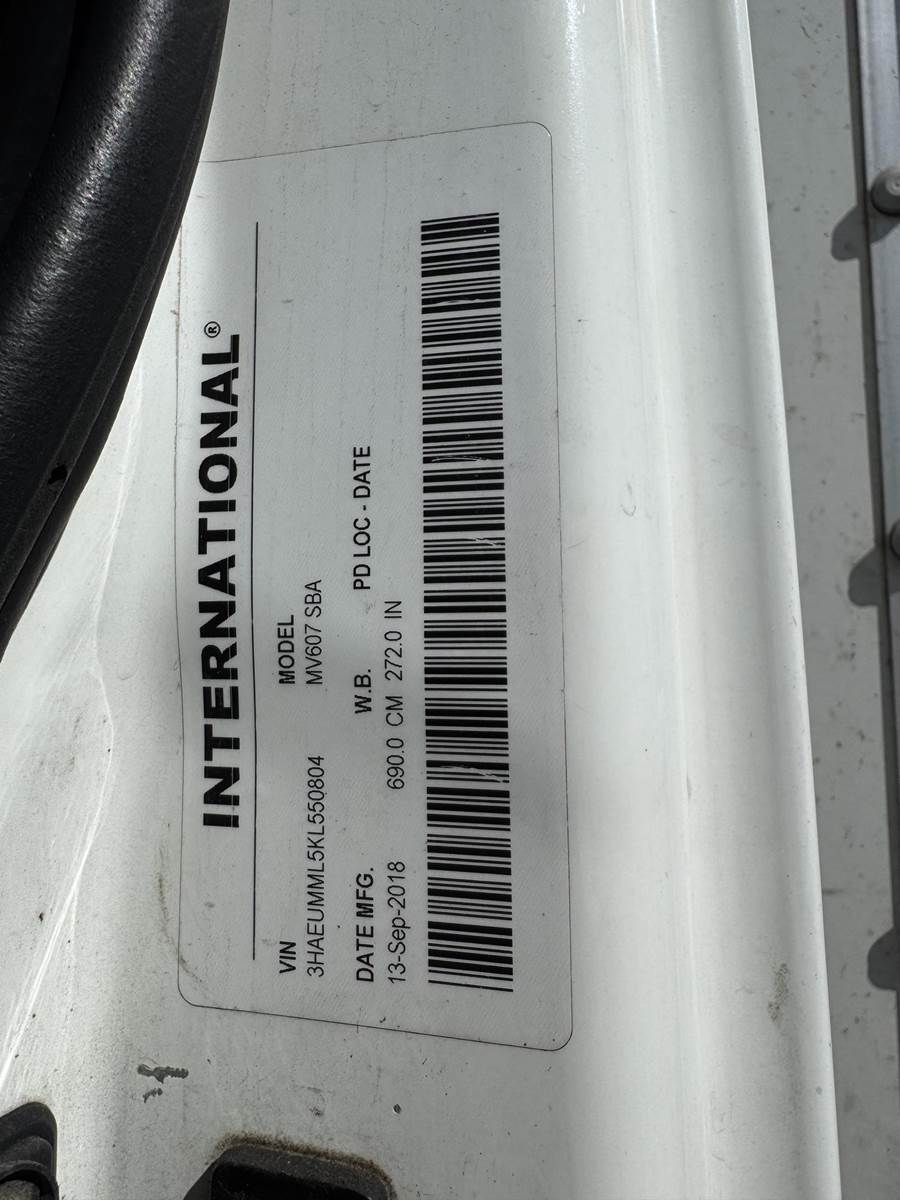 INTERNATIONAL®
VIN MODEL
3HAEUMML5KL550804 MV607 SBA
DATE MFG. W.B. PD LOC - DATE
13-Sep-2018 690.0 CM 272.0 IN